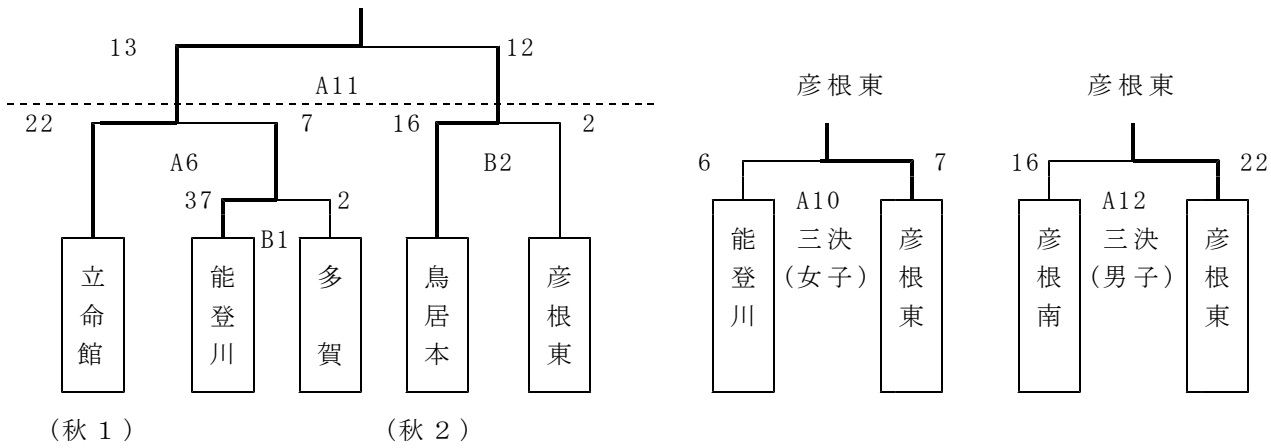 13 12
A11
彦根東 彦根東
22 7 16 2
A6 B2
6 7 16 22
37 2
A10 A12
B1
三決 三決
(女子) (男子)
立命館
能登川
多賀
鳥居本
彦根東
能登川
彦根東
彦根南
彦根東
(秋1) (秋2)